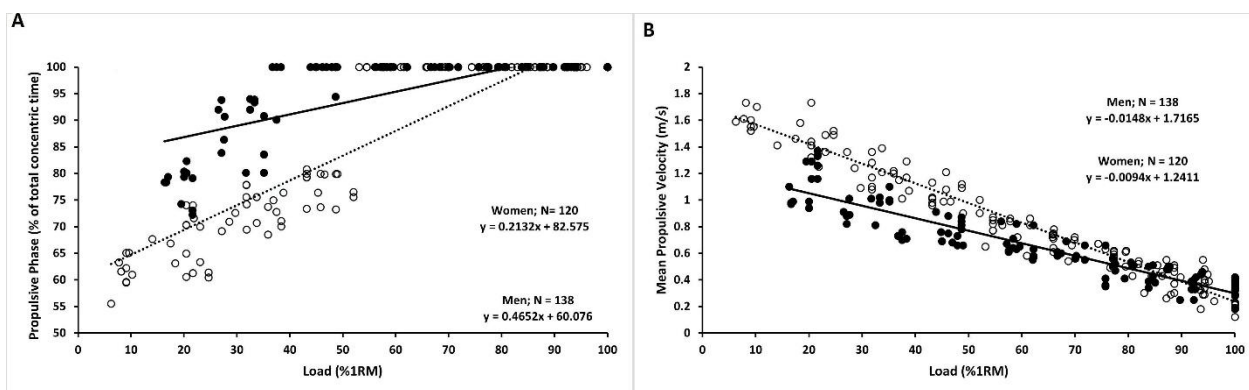 A
Propulsive Phase (% of total concentric time)
100
95
90
85
80
75
70
65
60
55
50
0 10 20 30 40 50 60 70 80 90 100
Load (%1RM)
Women; N= 120
y = 0.2132x + 82.575
Men; N = 138
y = 0.4652x + 60.076
B
Mean Propulsive Velocity (m/s)
2
1.8
1.6
1.4
1.2
1
0.8
0.6
0.4
0.2
0
0 10 20 30 40 50 60 70 80 90 100
Load (%1RM)
Men; N = 138
y = -0.0148x + 1.7165
Women; N = 120
y = -0.0094x + 1.2411